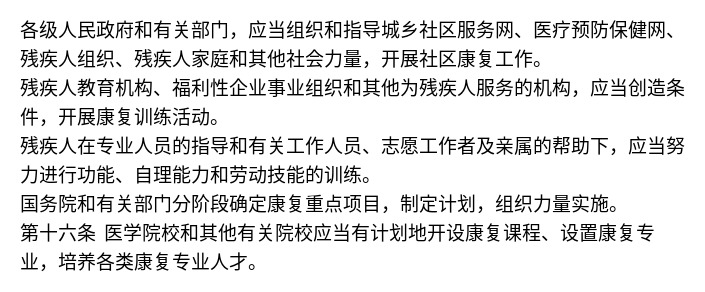 各级人民政府和有关部门，应当组织和指导城乡社区服务网、医疗预防保健网、
残疾人组织、残疾人家庭和其他社会力量，开展社区康复工作。
残疾人教育机构、福利性企业事业组织和其他为残疾人服务的机构，应当创造条
件，开展康复训练活动。
残疾人在专业人员的指导和有关工作人员、志愿工作者及亲属的帮助下，应当努
力进行功能、自理能力和劳动技能的训练。
国务院和有关部门分阶段确定康复重点项目，制定计划，组织力量实施。
第十六条 医学院校和其他有关院校应当有计划地开设康复课程、设置康复专
业，培养各类康复专业人才。